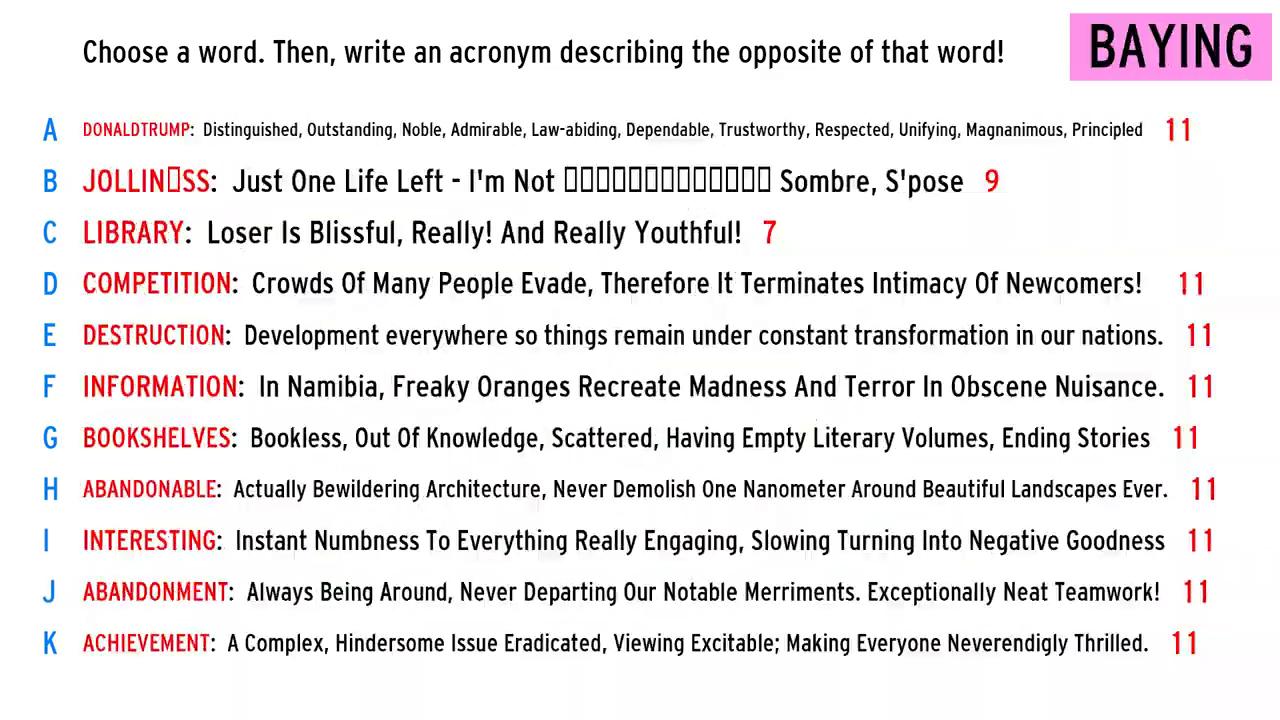 Choose a word. Then, write an acronym describing the opposite of that word! BAYING
A DONALDTRUMP: Distinguished, Outstanding, Noble, Admirable, Law-abiding, Dependable, Trustworthy, Respected, Unifying, Magnanimous, Principled 11
B JOLLIN▯SS: Just One Life Left - I'm Not ▯▯▯▯▯▯▯▯▯▯▯▯▯ Sombre, S'pose 9
C LIBRARY: Loser Is Blissful, Really! And Really Youthful! 7
D COMPETITION: Crowds Of Many People Evade, Therefore It Terminates Intimacy Of Newcomers! 11
E DESTRUCTION: Development everywhere so things remain under constant transformation in our nations. 11
F INFORMATION: In Namibia, Freaky Oranges Recreate Madness And Terror In Obscene Nuisance. 11
G BOOKSHELVES: Bookless, Out Of Knowledge, Scattered, Having Empty Literary Volumes, Ending Stories 11
H ABANDONABLE: Actually Bewildering Architecture, Never Demolish One Nanometer Around Beautiful Landscapes Ever. 11
I INTERESTING: Instant Numbness To Everything Really Engaging, Slowing Turning Into Negative Goodness 11
J ABANDONMENT: Always Being Around, Never Departing Our Notable Merriments. Exceptionally Neat Teamwork! 11
K ACHIEVEMENT: A Complex, Hindersome Issue Eradicated, Viewing Excitable; Making Everyone Neverendigly Thrilled. 11